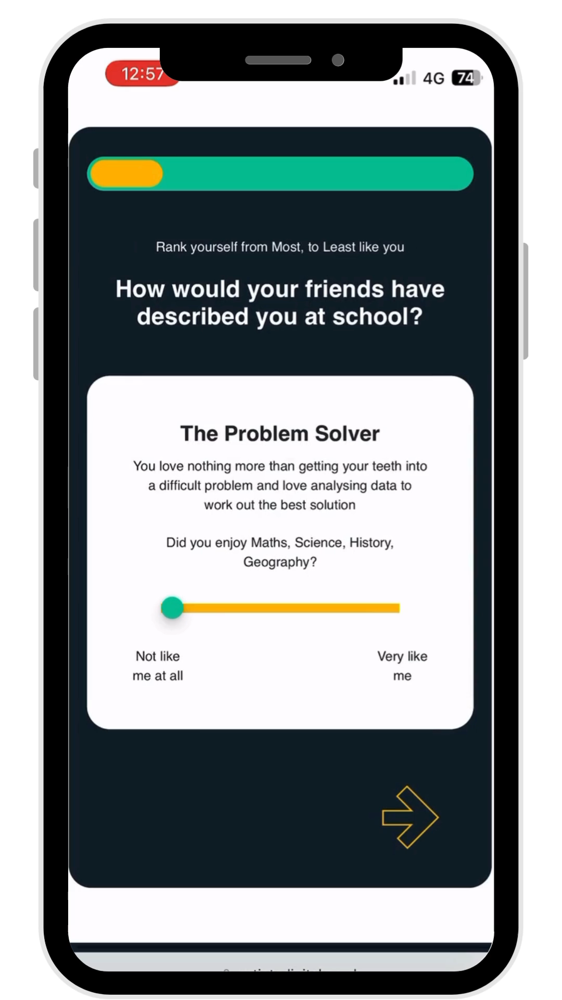 12:57
4G
74
Rank yourself from Most, to Least like you
How would your friends have
described you at school?
The Problem Solver
You love nothing more than getting your teeth into
a difficult problem and love analysing data to
work out the best solution
Did you enjoy Maths, Science, History,
Geography?
Not like
me at all
Very like
me